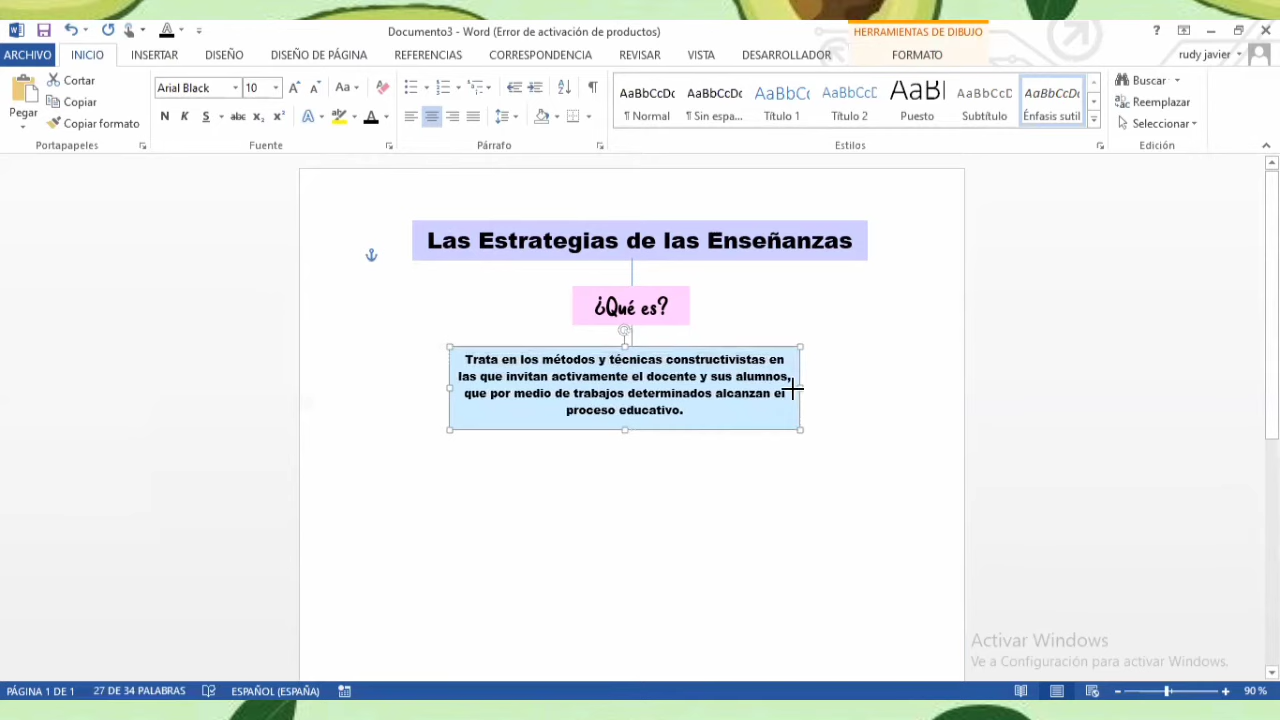 Documento3 - Word (Error de activación de productos)
HERRAMIENTAS DE DIBUJO
ARCHIVO INICIO INSERTAR DISEÑO DISEÑO DE PÁGINA REFERENCIAS CORRESPONDENCIA REVISAR VISTA DESARROLLADOR FORMATO rudy javier
Pegar
Cortar
Copiar
Copiar formato
Portapapeles
Arial Black 10
Fuente
Párrafo
AaBbCcDc AaBbCcDc AaBbCc AaBbCcD AaBl AaBbCcD AaBbCcDc
¶ Normal ¶ Sin espa... Título 1 Título 2 Puesto Subtítulo Énfasis sutil
Estilos
Buscar
Reemplazar
Seleccionar
Edición
Las Estrategias de las Enseñanzas
¿Qué es?
Trata en los métodos y técnicas constructivistas en
las que invitan activamente el docente y sus alumnos,
que por medio de trabajos determinados alcanzan el
proceso educativo.
Activar Windows
Ve a Configuración para activar Windows.
PÁGINA 1 DE 1 27 DE 34 PALABRAS ESPAÑOL (ESPAÑA) 90 %